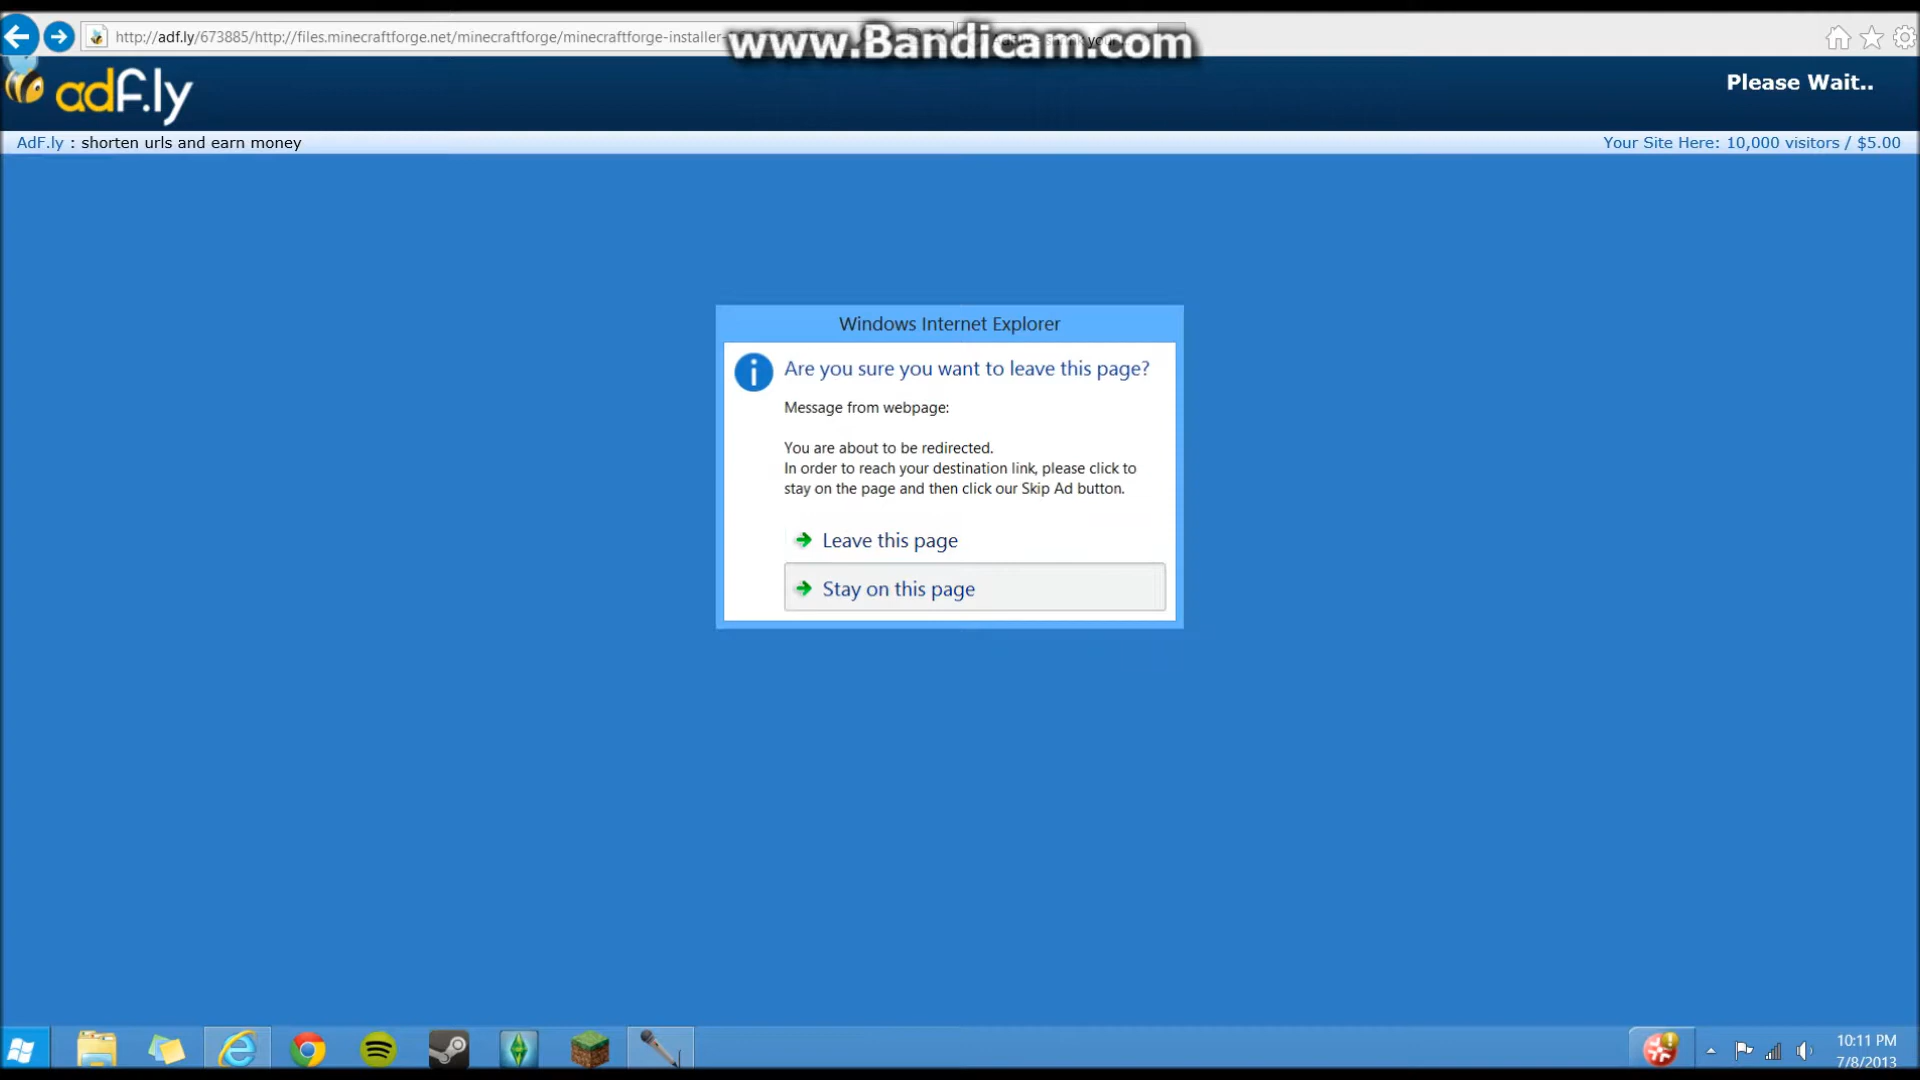 http://adf.ly/673885/http://files.minecraftforge.net/minecraftforge/minecraftforge-installer-
www.Bandicam.com
adf.ly
Please Wait..
AdF.ly : shorten urls and earn money
Your Site Here: 10,000 visitors / $5.00
Windows Internet Explorer
Are you sure you want to leave this page?
Message from webpage:
You are about to be redirected.
In order to reach your destination link, please click to
stay on the page and then click our Skip Ad button.
Leave this page
Stay on this page
10:11 PM
7/8/2013